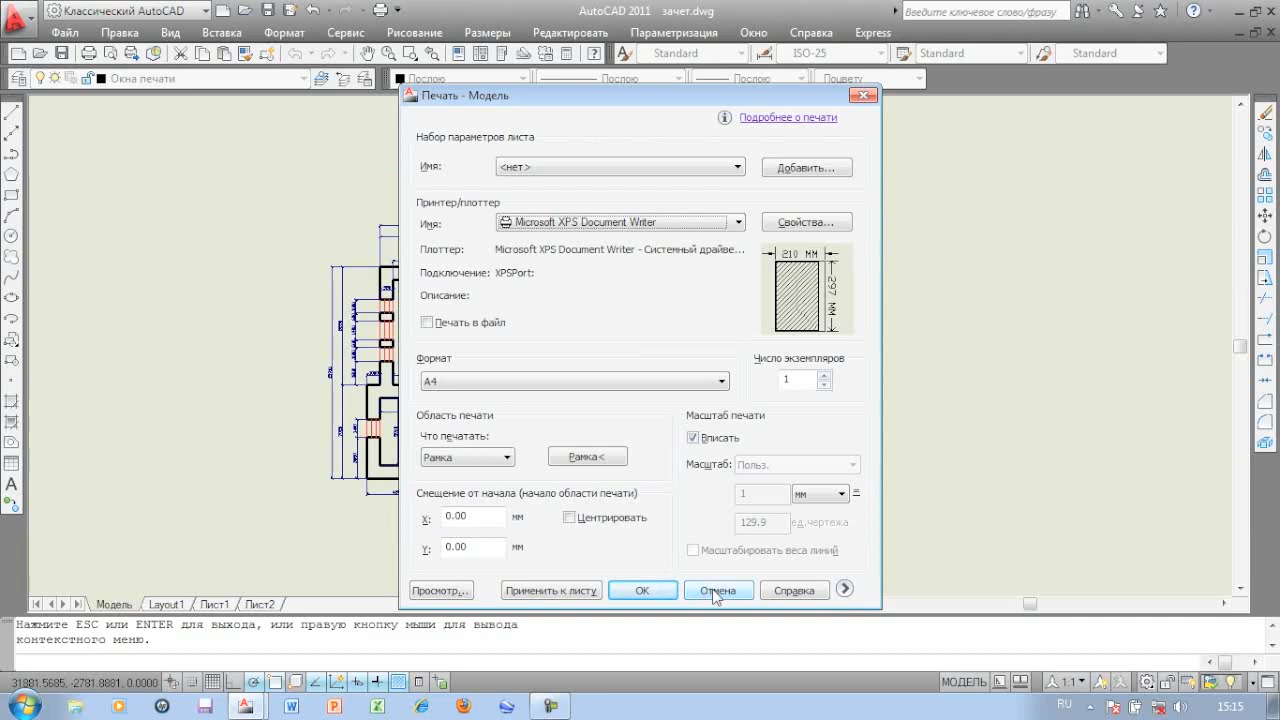 Классический AutoCAD
AutoCAD 2011 зачет.dwg
Введите ключевое слово/фразу
Файл Правка Вид Вставка Формат Сервис Рисование Размеры Редактировать Параметризация Окно Справка Express
Standard ISO-25 Standard Standard
Окна печати Послою Послою Послою Поцвету
Печать - Модель
Подробнее о печати
Набор параметров листа
Имя: <нет> Добавить...
Принтер/плоттер
Имя: Microsoft XPS Document Writer Свойства...
Плоттер: Microsoft XPS Document Writer - Системный драйве...
210 MM
297 MM
Подключение: XPSPort:
Описание:
Печать в файл
Формат
A4
Число экземпляров
1
Область печати
Что печатать:
Рамка Рамка<
Масштаб печати
Вписать
Масштаб: Польз.
1 мм =
129.9 ед.чертежа
Масштабировать веса линий
Смещение от начала (начало области печати)
X: 0.00 мм Центрировать
Y: 0.00 мм
Просмотр... Применить к листу OK Отмена Справка
Модель Layout1 Лист1 Лист2
Нажмите ESC или ENTER для выхода, или правую кнопку мыши для вывода
контекстного меню.
31881.5685, -2781.8881, 0.0000 МОДЕЛЬ 1:1
RU 15:15